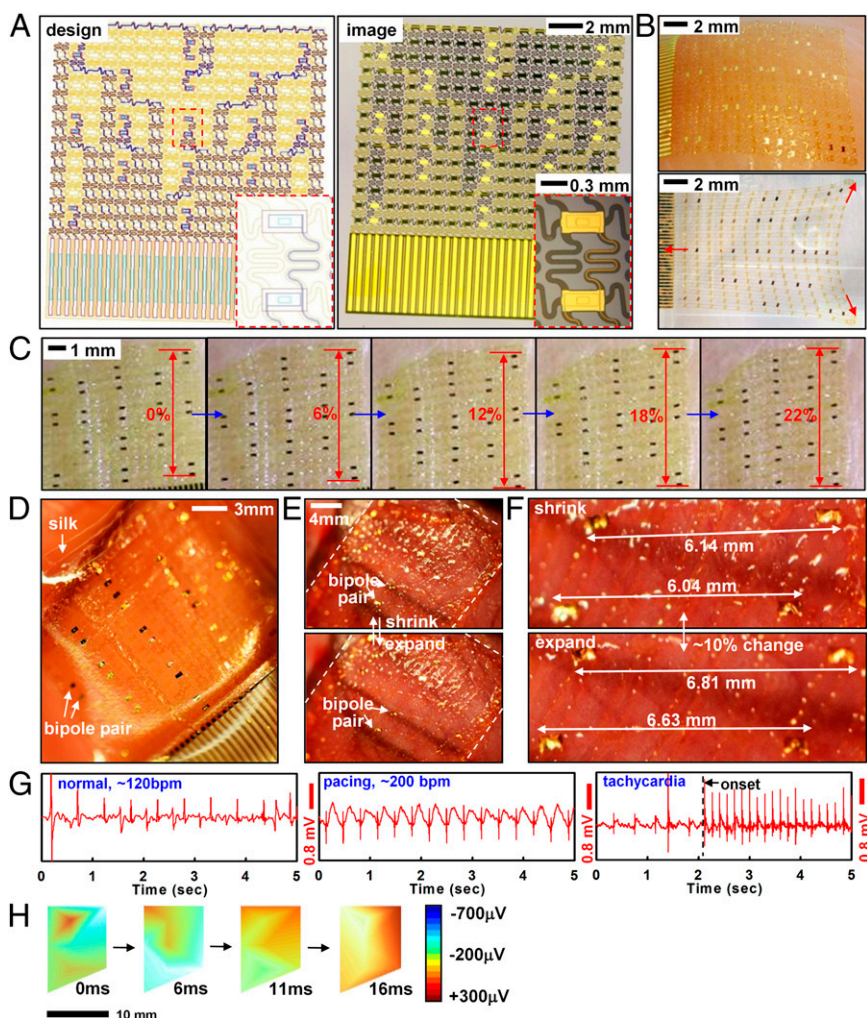 A
design
image
2 mm
0.3 mm
B
2 mm
2 mm
C
1 mm
0%
6%
12%
18%
22%
D
3mm
silk
bipole pair
E
4mm
bipole
pair
shrink
expand
bipole
pair
F
shrink
6.14 mm
6.04 mm
expand
~10% change
6.81 mm
6.63 mm
G
normal, ~120bpm
0.8 mV
0 1 2 3 4 5
Time (sec)
pacing, ~200 bpm
0.8 mV
0 1 2 3 4 5
Time (sec)
tachycardia
onset
0.8 mV
0 1 2 3 4 5
Time (sec)
H
0ms
6ms
11ms
16ms
-700μV
-200μV
+300μV
10 mm